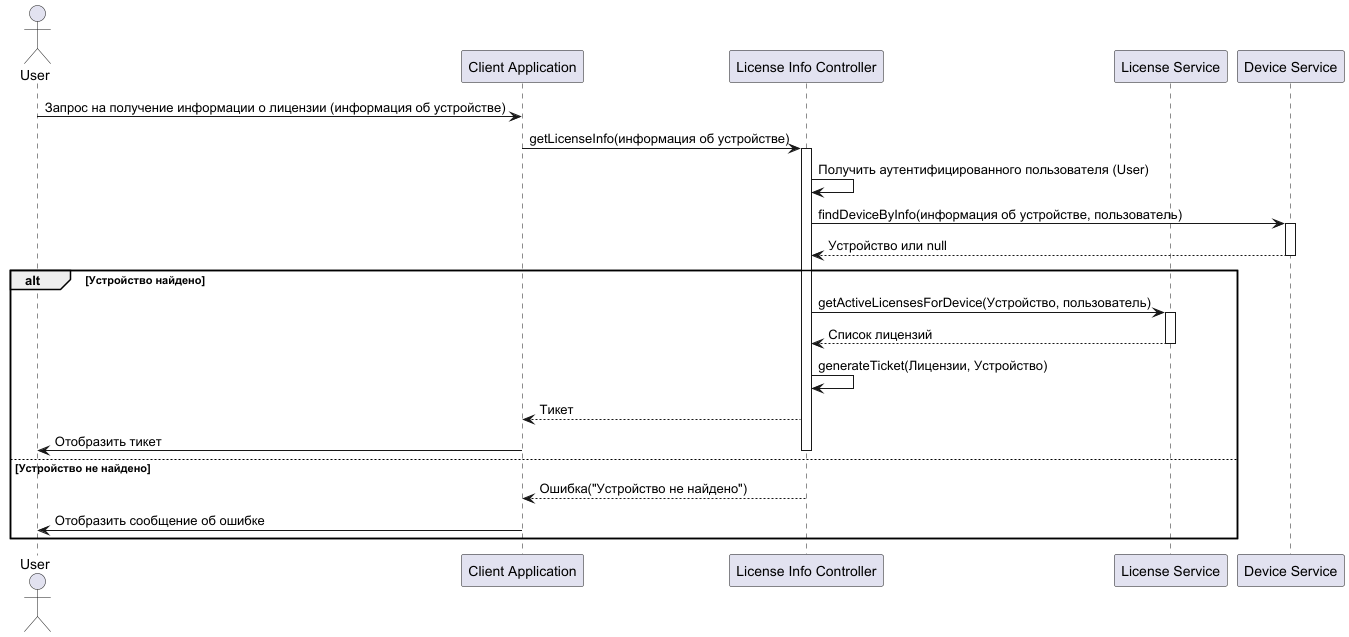 User
Client Application
License Info Controller
License Service
Device Service
Запрос на получение информации о лицензии (информация об устройстве)
getLicenseInfo(информация об устройстве)
Получить аутентифицированного пользователя (User)
findDeviceByInfo(информация об устройстве, пользователь)
Устройство или null
alt
[Устройство найдено]
getActiveLicensesForDevice(Устройство, пользователь)
Список лицензий
generateTicket(Лицензии, Устройство)
Тикет
Отобразить тикет
[Устройство не найдено]
Ошибка("Устройство не найдено")
Отобразить сообщение об ошибке
User
Client Application
License Info Controller
License Service
Device Service